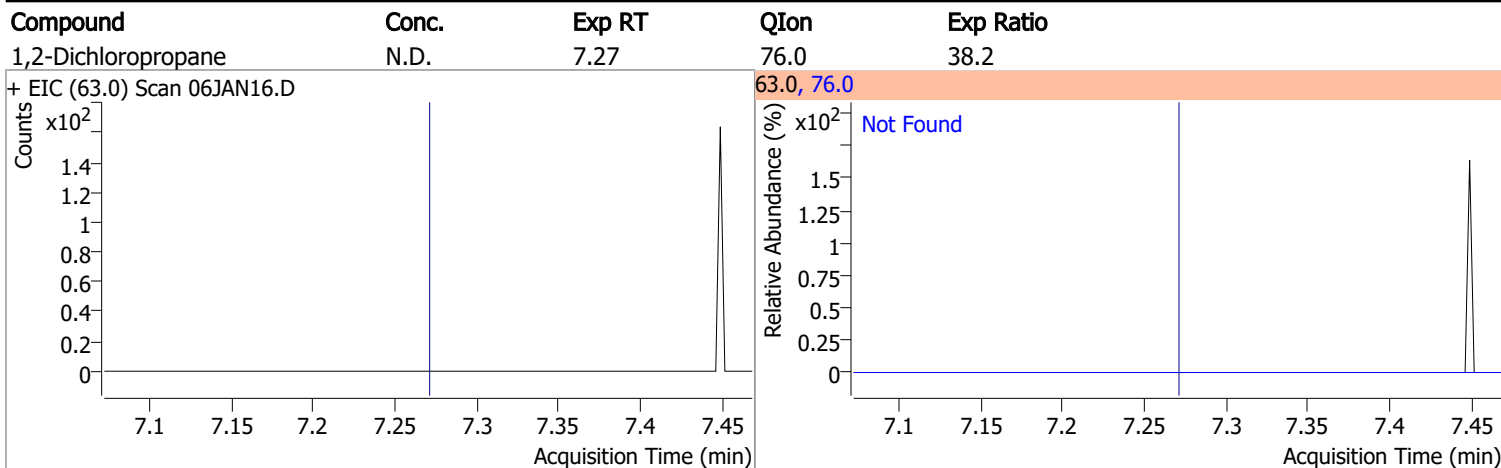 Compound Conc. Exp RT QIon Exp Ratio
1,2-Dichloropropane N.D. 7.27 76.0 38.2
+ EIC (63.0) Scan 06JAN16.D
Counts
x10²
1.4
1.2
1
0.8
0.6
0.4
0.2
0
7.1 7.15 7.2 7.25 7.3 7.35 7.4 7.45
Acquisition Time (min)
63.0, 76.0
Relative Abundance (%)
x10²
Not Found
1.5
1.25
1
0.75
0.5
0.25
0
7.1 7.15 7.2 7.25 7.3 7.35 7.4 7.45
Acquisition Time (min)